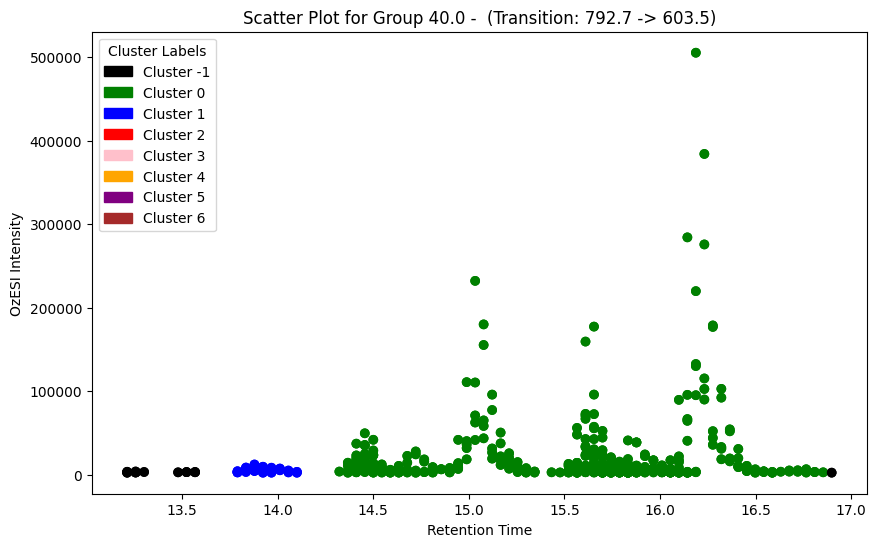 Scatter Plot for Group 40.0 -  (Transition: 792.7 -> 603.5)
Cluster Labels
Cluster -1
Cluster 0
Cluster 1
Cluster 2
Cluster 3
Cluster 4
Cluster 5
Cluster 6
OzESI Intensity
500000
400000
300000
200000
100000
0
13.5 14.0 14.5 15.0 15.5 16.0 16.5 17.0
Retention Time